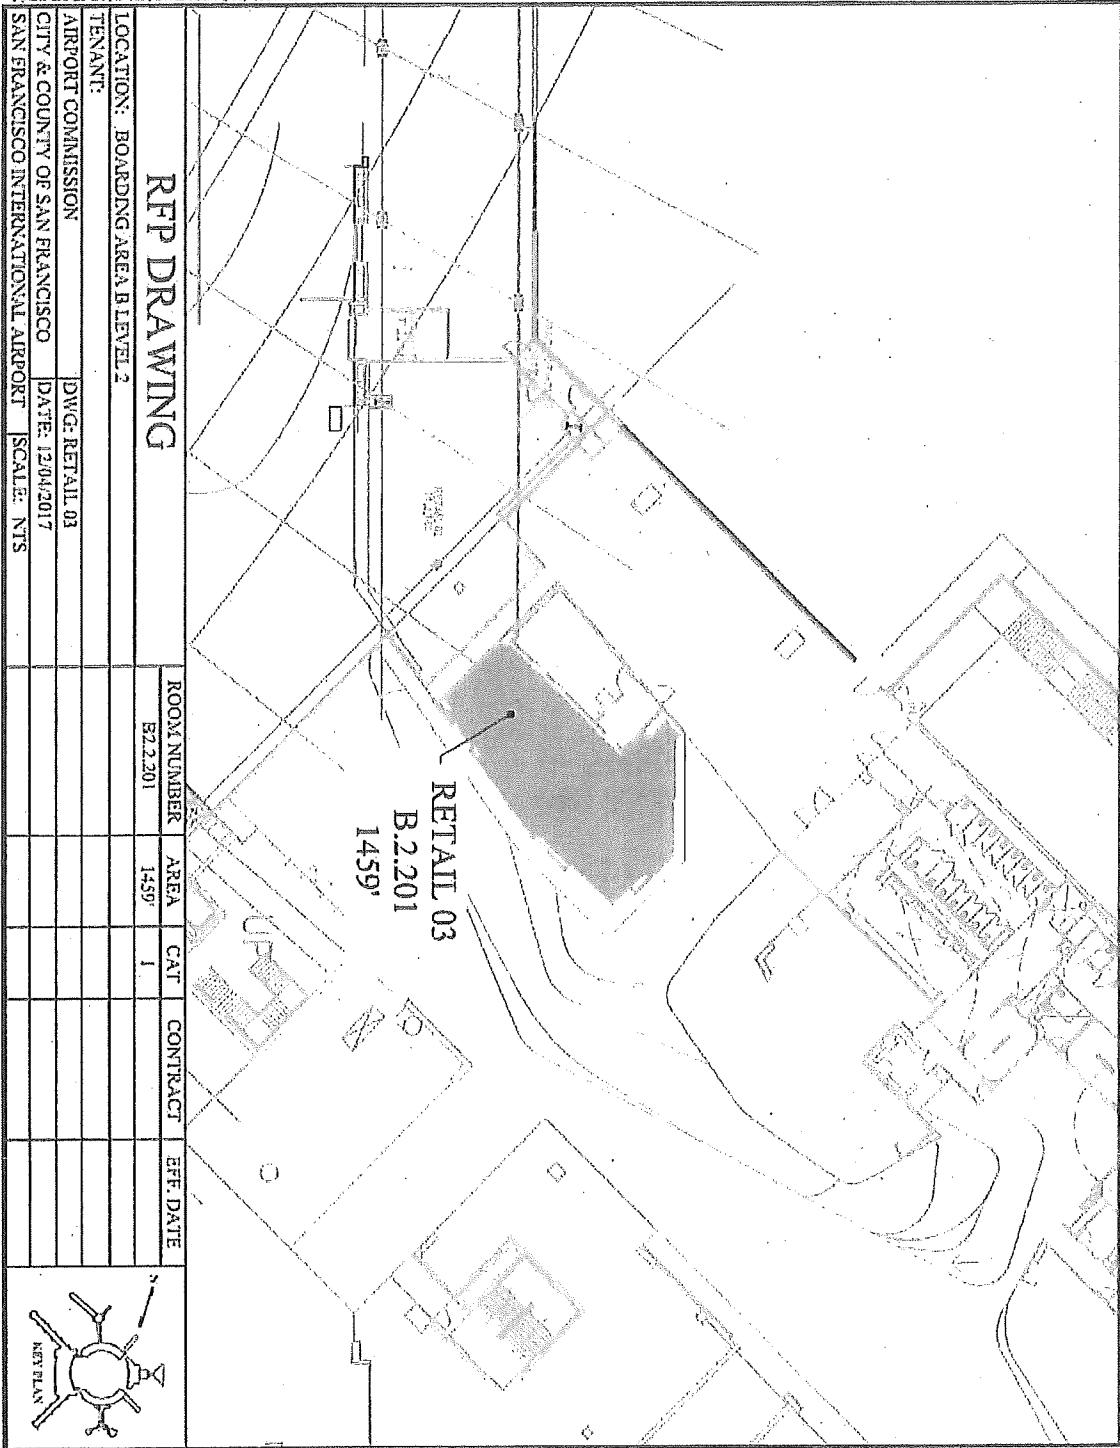 RETAIL 03
B.2.201
1459'
UP
RFP DRAWING
LOCATION: BOARDING AREA B LEVEL 2
TENANT:
AIRPORT COMMISSION DWG: RETAIL 03
CITY & COUNTY OF SAN FRANCISCO DATE: 12/04/2017
SAN FRANCISCO INTERNATIONAL AIRPORT SCALE: NTS
ROOM NUMBER AREA CAT CONTRACT EFF. DATE
B2.2.201 1459' 1
KEY PLAN